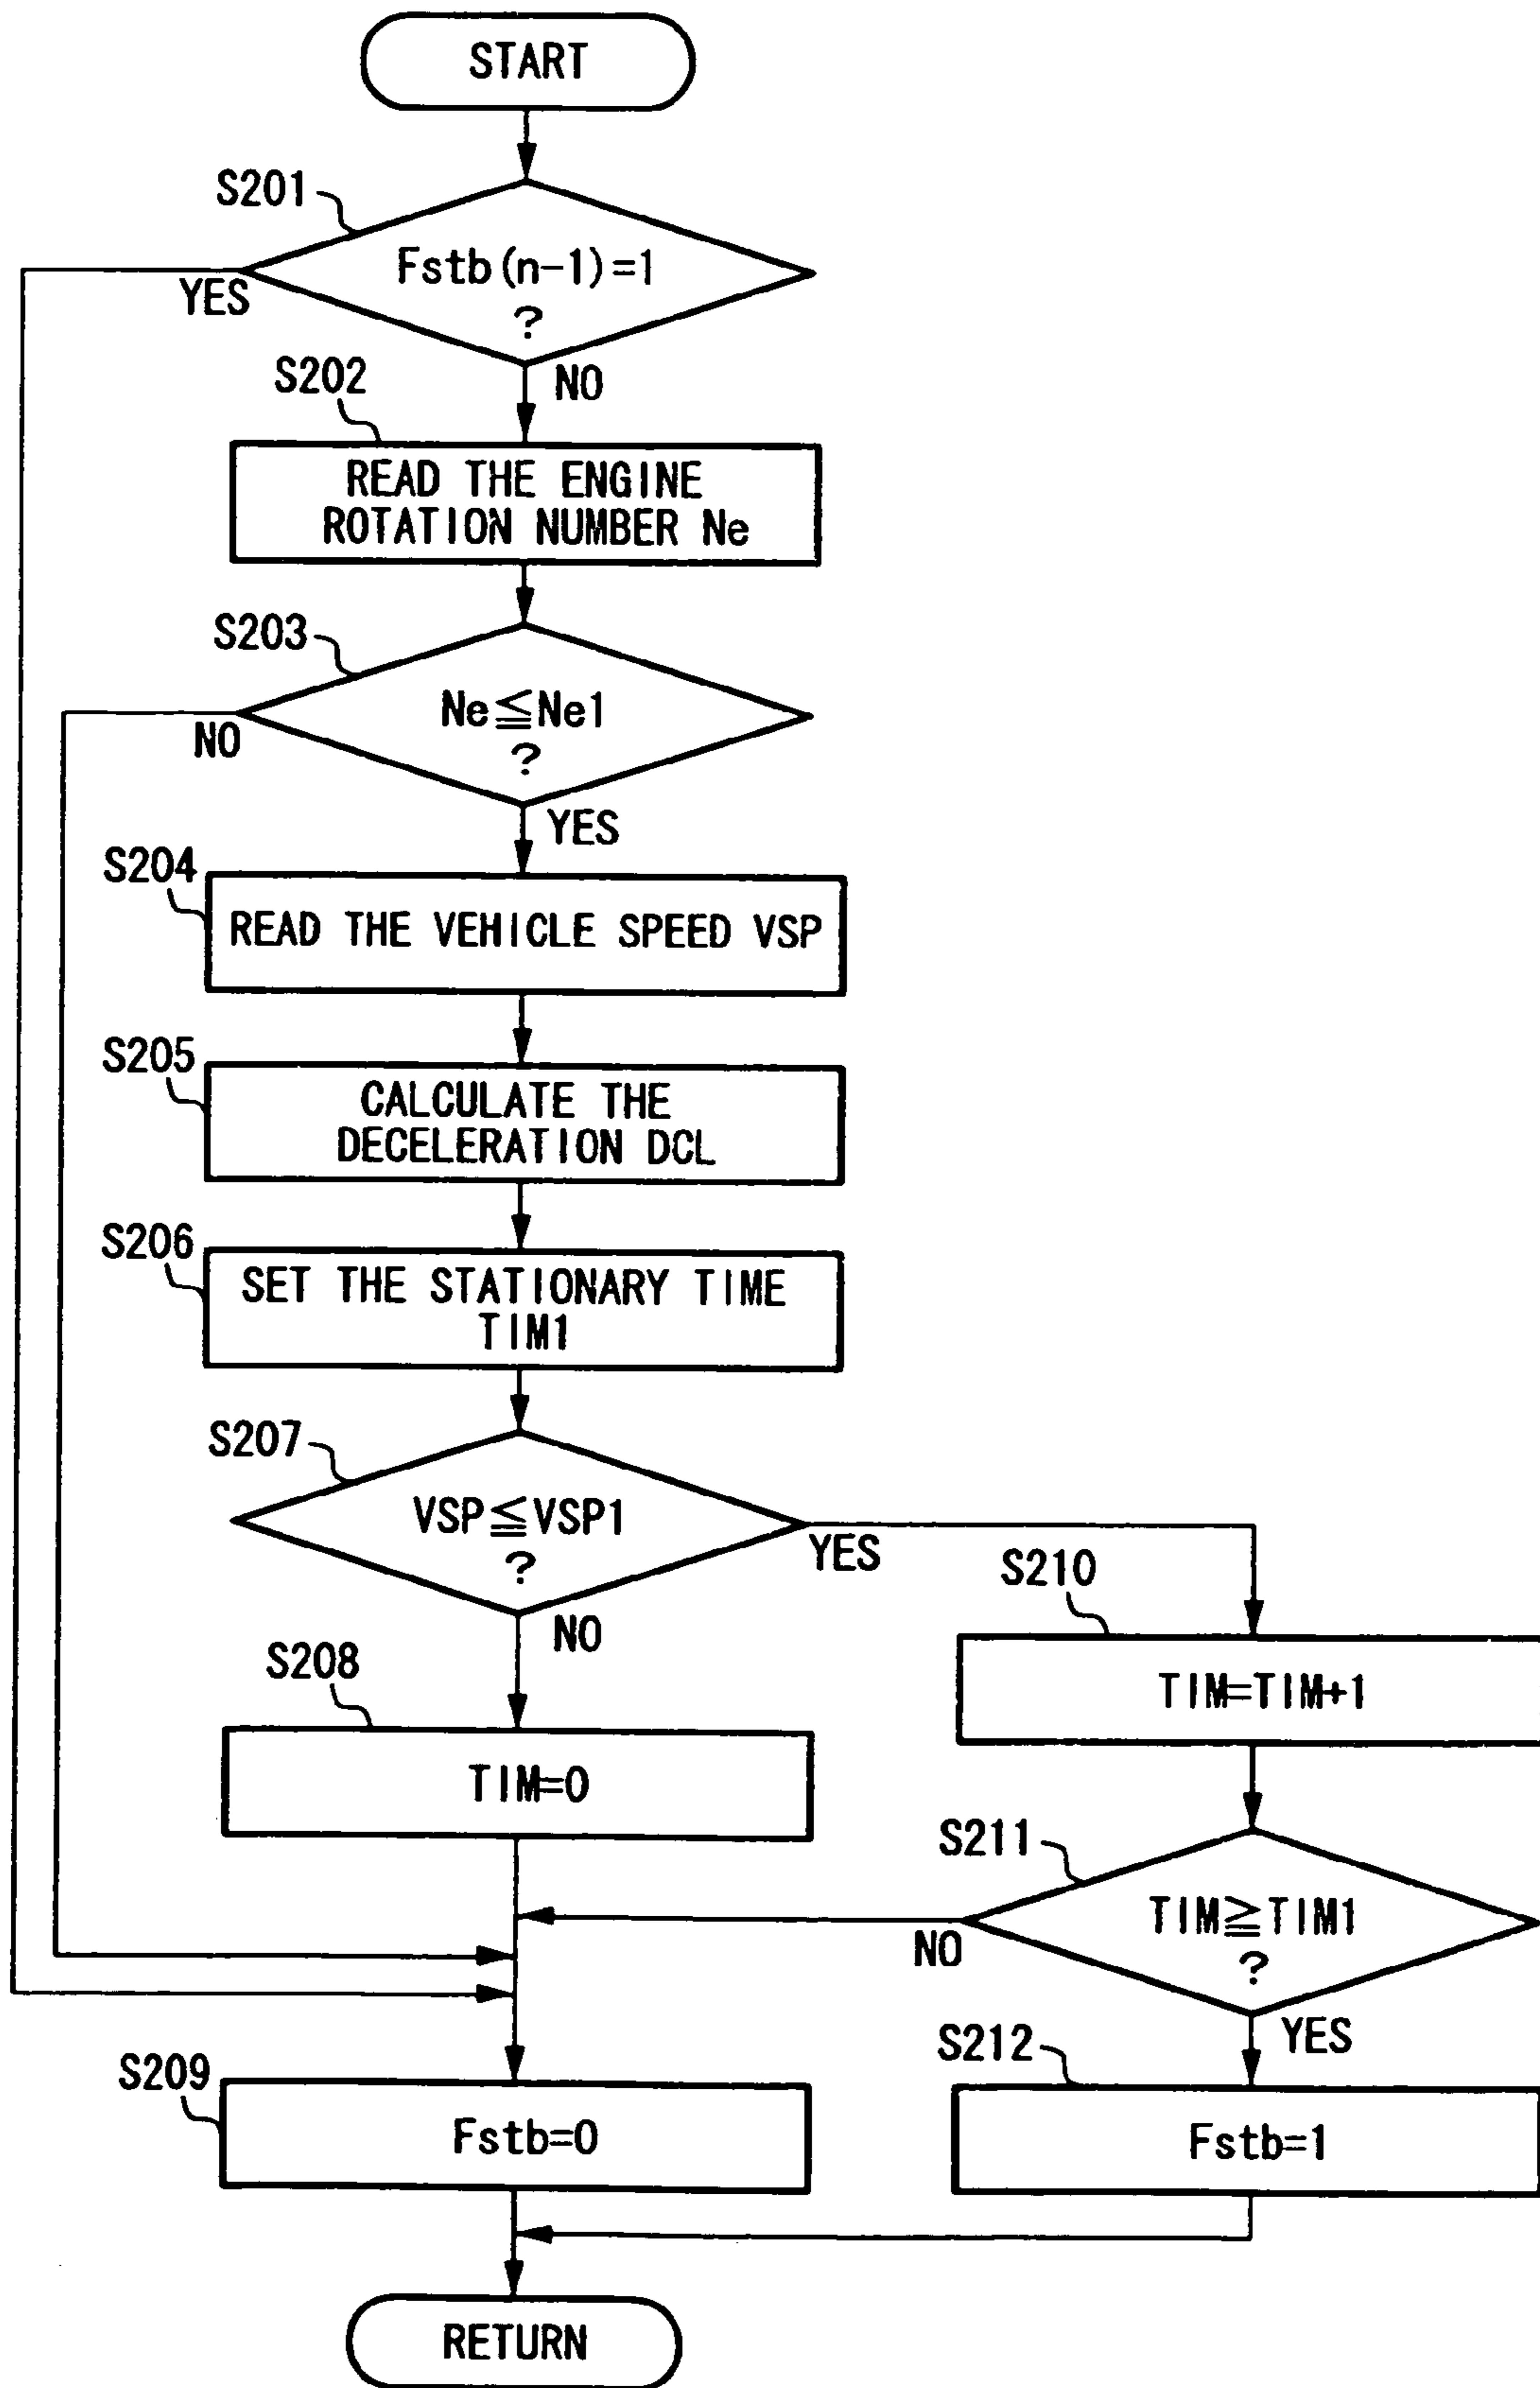 START
S201
Fstb(n-1)=1
?
YES
NO
S202
READ THE ENGINE
ROTATION NUMBER Ne
S203
Ne≦Ne1
?
NO
YES
S204
READ THE VEHICLE SPEED VSP
S205
CALCULATE THE
DECELERATION DCL
S206
SET THE STATIONARY TIME
TIM1
S207
VSP≦VSP1
?
YES
NO
S208
TIM=0
S210
TIM=TIM+1
S211
TIM≧TIM1
?
NO
YES
S209
Fstb=0
S212
Fstb=1
RETURN